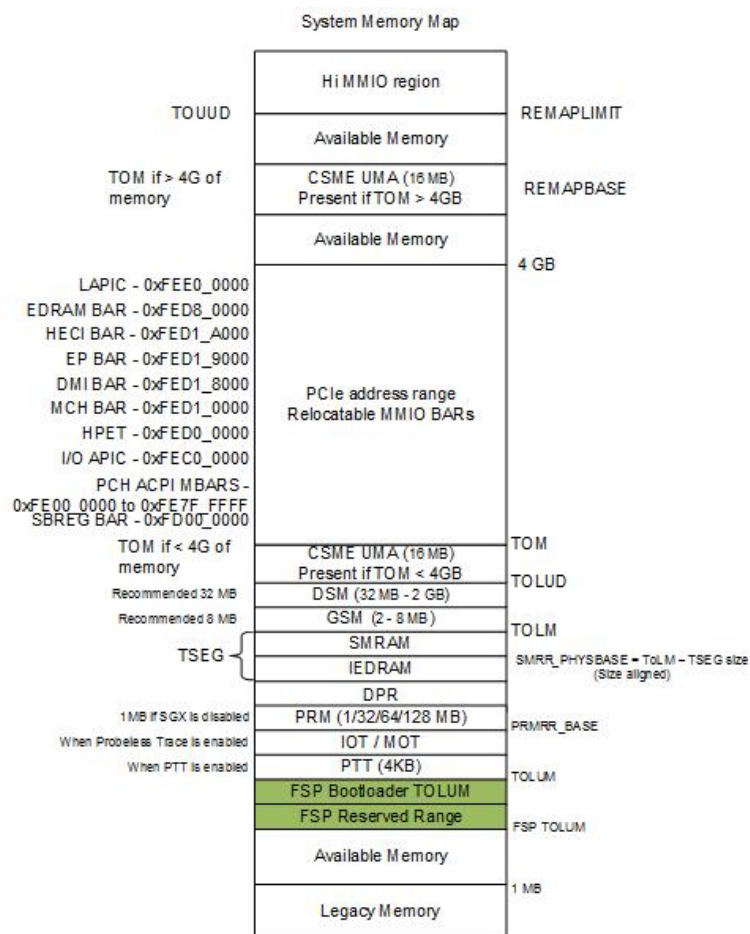 System Memory Map
Hi MMIO region
TOUUD
REMAPLIMIT
Available Memory
TOM if > 4G of
memory
CSME UMA (16 MB)
Present if TOM > 4GB
REMAPBASE
Available Memory
4 GB
LAPIC - 0xFEE0_0000
EDRAM BAR - 0xFED8_0000
HECI BAR - 0xFED1_A000
EP BAR - 0xFED1_9000
DMI BAR - 0xFED1_8000
MCH BAR - 0xFED1_0000
HPET - 0xFED0_0000
I/O APIC - 0xFEC0_0000
PCH ACPI MBARS -
0xFE00_0000 to 0xFE7F_FFFF
SBREG BAR - 0xFD00_0000
PCIe address range
Relocatable MMIO BARs
TOM
TOM if < 4G of
memory
CSME UMA (16 MB)
Present if TOM < 4GB
TOLUD
Recommended 32 MB
DSM (32 MB - 2 GB)
Recommended 8 MB
GSM (2 - 8 MB)
TOLM
TSEG
SMRAM
IEDRAM
SMRR_PHYSBASE = ToLM – TSEG size
(Size aligned)
DPR
1MB if SGX is disabled
PRM (1/32/64/128 MB)
PRMRR_BASE
When Probeless Trace is enabled
IOT / MOT
When PTT is enabled
PTT (4KB)
TOLUM
FSP Bootloader TOLUM
FSP Reserved Range
FSP TOLUM
Available Memory
1 MB
Legacy Memory